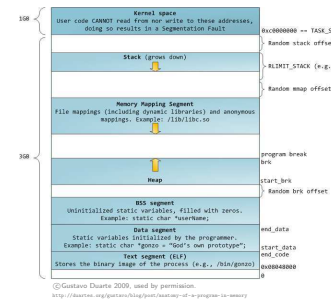 1GB
Kernel space
User code CANNOT read from nor write to these addresses,
doing so results in a Segmentation Fault
0xc0000000 == TASK_S
Random stack offse
Stack (grows down)
RLIMIT_STACK (e.g.
Random mmap offset
Memory Mapping Segment
File mappings (including dynamic libraries) and anonymous
mappings. Example: /lib/libc.so
3GB
program break
brk
Heap
start_brk
Random brk offset
BSS segment
Uninitialized static variables, filled with zeros.
Example: static char *userName;
Data segment
Static variables initialized by the programmer.
Example: static char *gonzo = "God's own prototype";
end_data
start_data
end_code
Text segment (ELF)
Stores the binary image of the process (e.g., /bin/gonzo)
0x08048000
0
©Gustavo Duarte 2009, used by permission.
http://duartes.org/gustavo/blog/post/anatomy-of-a-program-in-memory